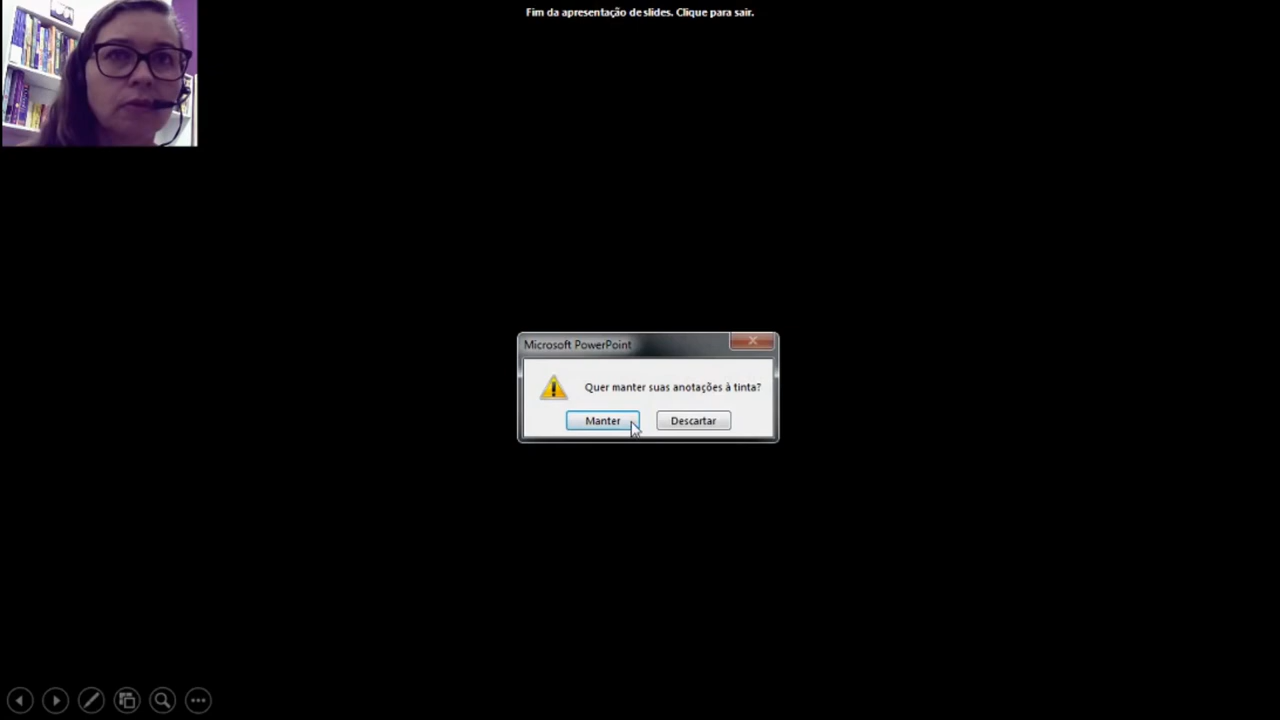 Fim da apresentação de slides. Clique para sair.
Microsoft PowerPoint
Quer manter suas anotações à tinta?
Manter
Descartar